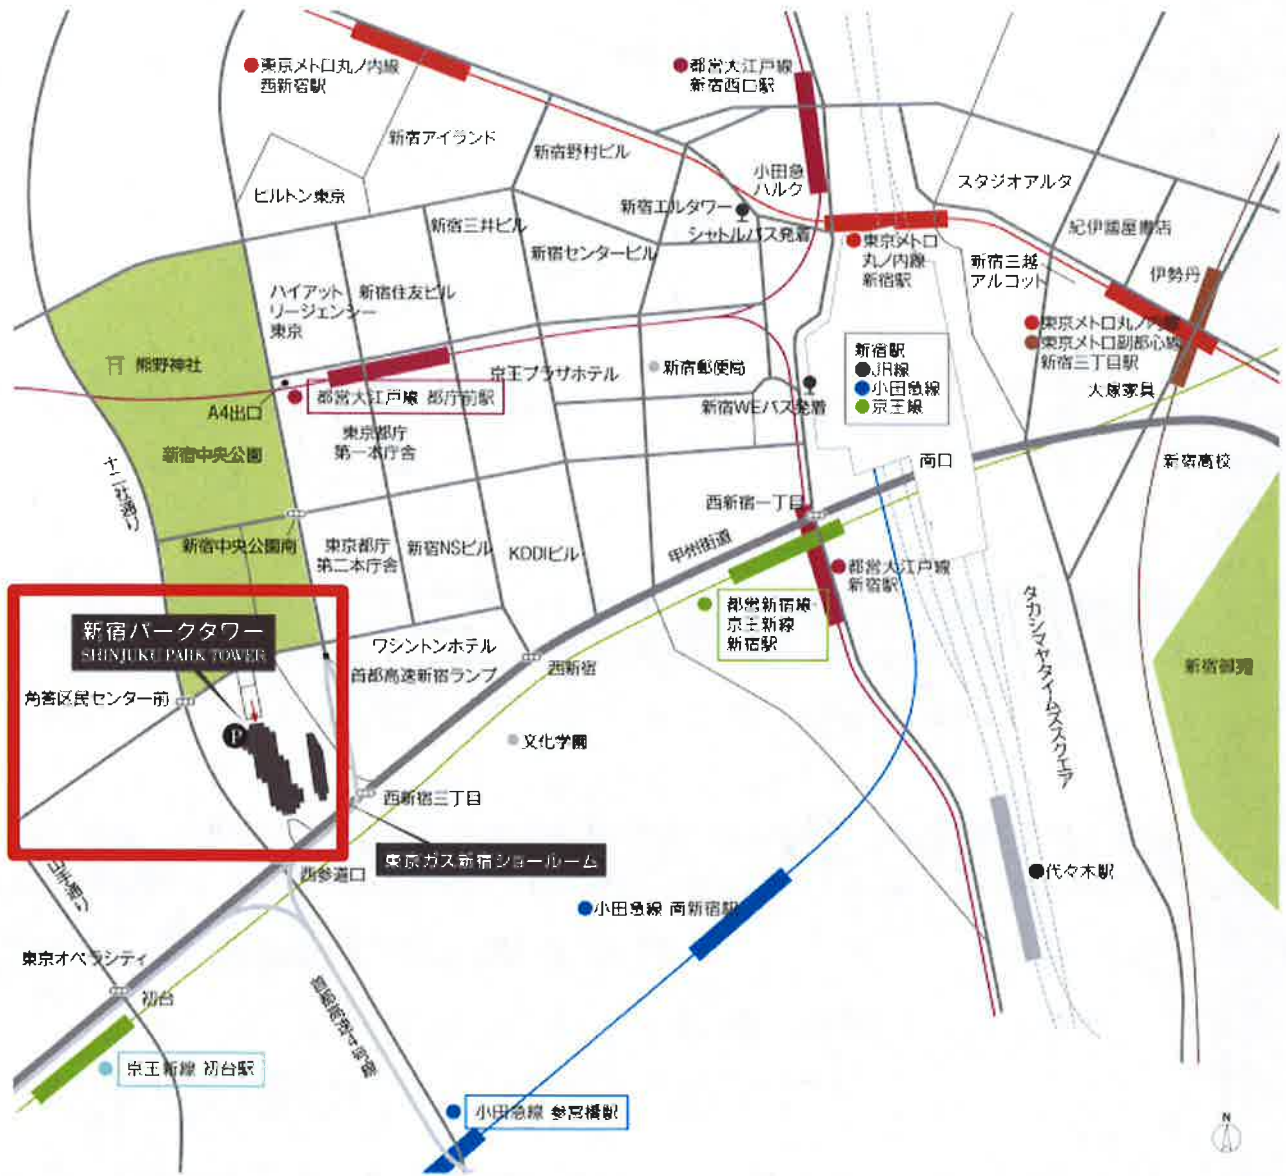 東京メトロ丸ノ内線
西新宿駅
都営大江戸線
新宿西口駅
新宿アイランド
新宿野村ビル
小田急
ハルク
スタジオアルタ
ヒルトン東京
新宿エルタワー
シャトルバス発着
新宿三井ビル
新宿センタービル
紀伊國屋書店
東京メトロ
丸ノ内線
新宿駅
新宿三越
アルコット
伊勢丹
ハイアット
リージェンシー
東京
新宿住友ビル
東京メトロ丸ノ内線
東京メトロ副都心線
新宿三丁目駅
熊野神社
京王プラザホテル
新宿郵便局
新宿駅
JR線
小田急線
京王線
大塚家具
都営大江戸線 都庁前駅
A4出口
新宿WEバス発着
東京都庁
第一本庁舎
新宿中央公園
十二社通り
南口
新宿高校
西新宿一丁目
新宿中央公園南
東京都庁
第二本庁舎
新宿NSビル
KDDIビル
甲州街道
都営大江戸線
新宿駅
都営新宿線
京王新線
新宿駅
タカシマヤタイムズスクエア
新宿パークタワー
SHINJUKU PARK TOWER
ワシントンホテル
首都高速新宿ランプ
西新宿
新宿御苑
角筈区民センター前
P
文化学園
西新宿三丁目
東京ガス新宿ショールーム
山手通り
西参道口
代々木駅
小田急線 南新宿駅
東京オペラシティ
初台
首都高速4号線
京王新線 初台駅
小田急線 参宮橋駅
N